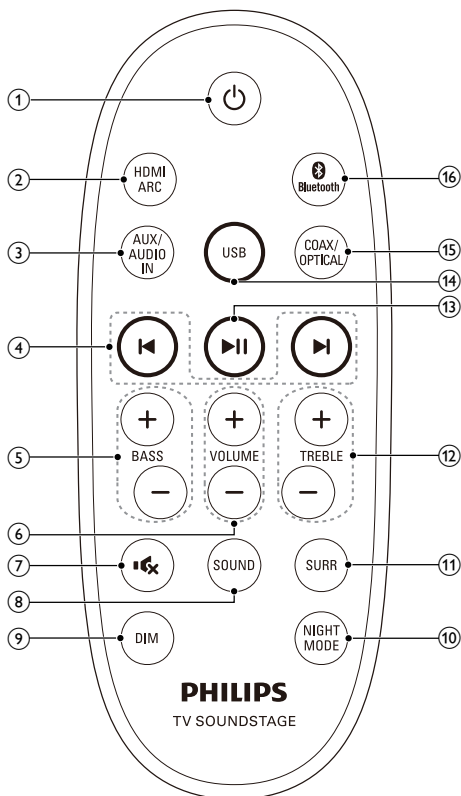 ①
②
HDMI
ARC
Bluetooth
⑯
③
AUX/
AUDIO
IN
USB
COAX/
OPTICAL
⑮
⑭
⑬
④
⑤
BASS
VOLUME
TREBLE
⑫
⑥
⑦
SOUND
SURR
⑪
⑧
⑨
DIM
NIGHT
MODE
⑩
PHILIPS
TV SOUNDSTAGE